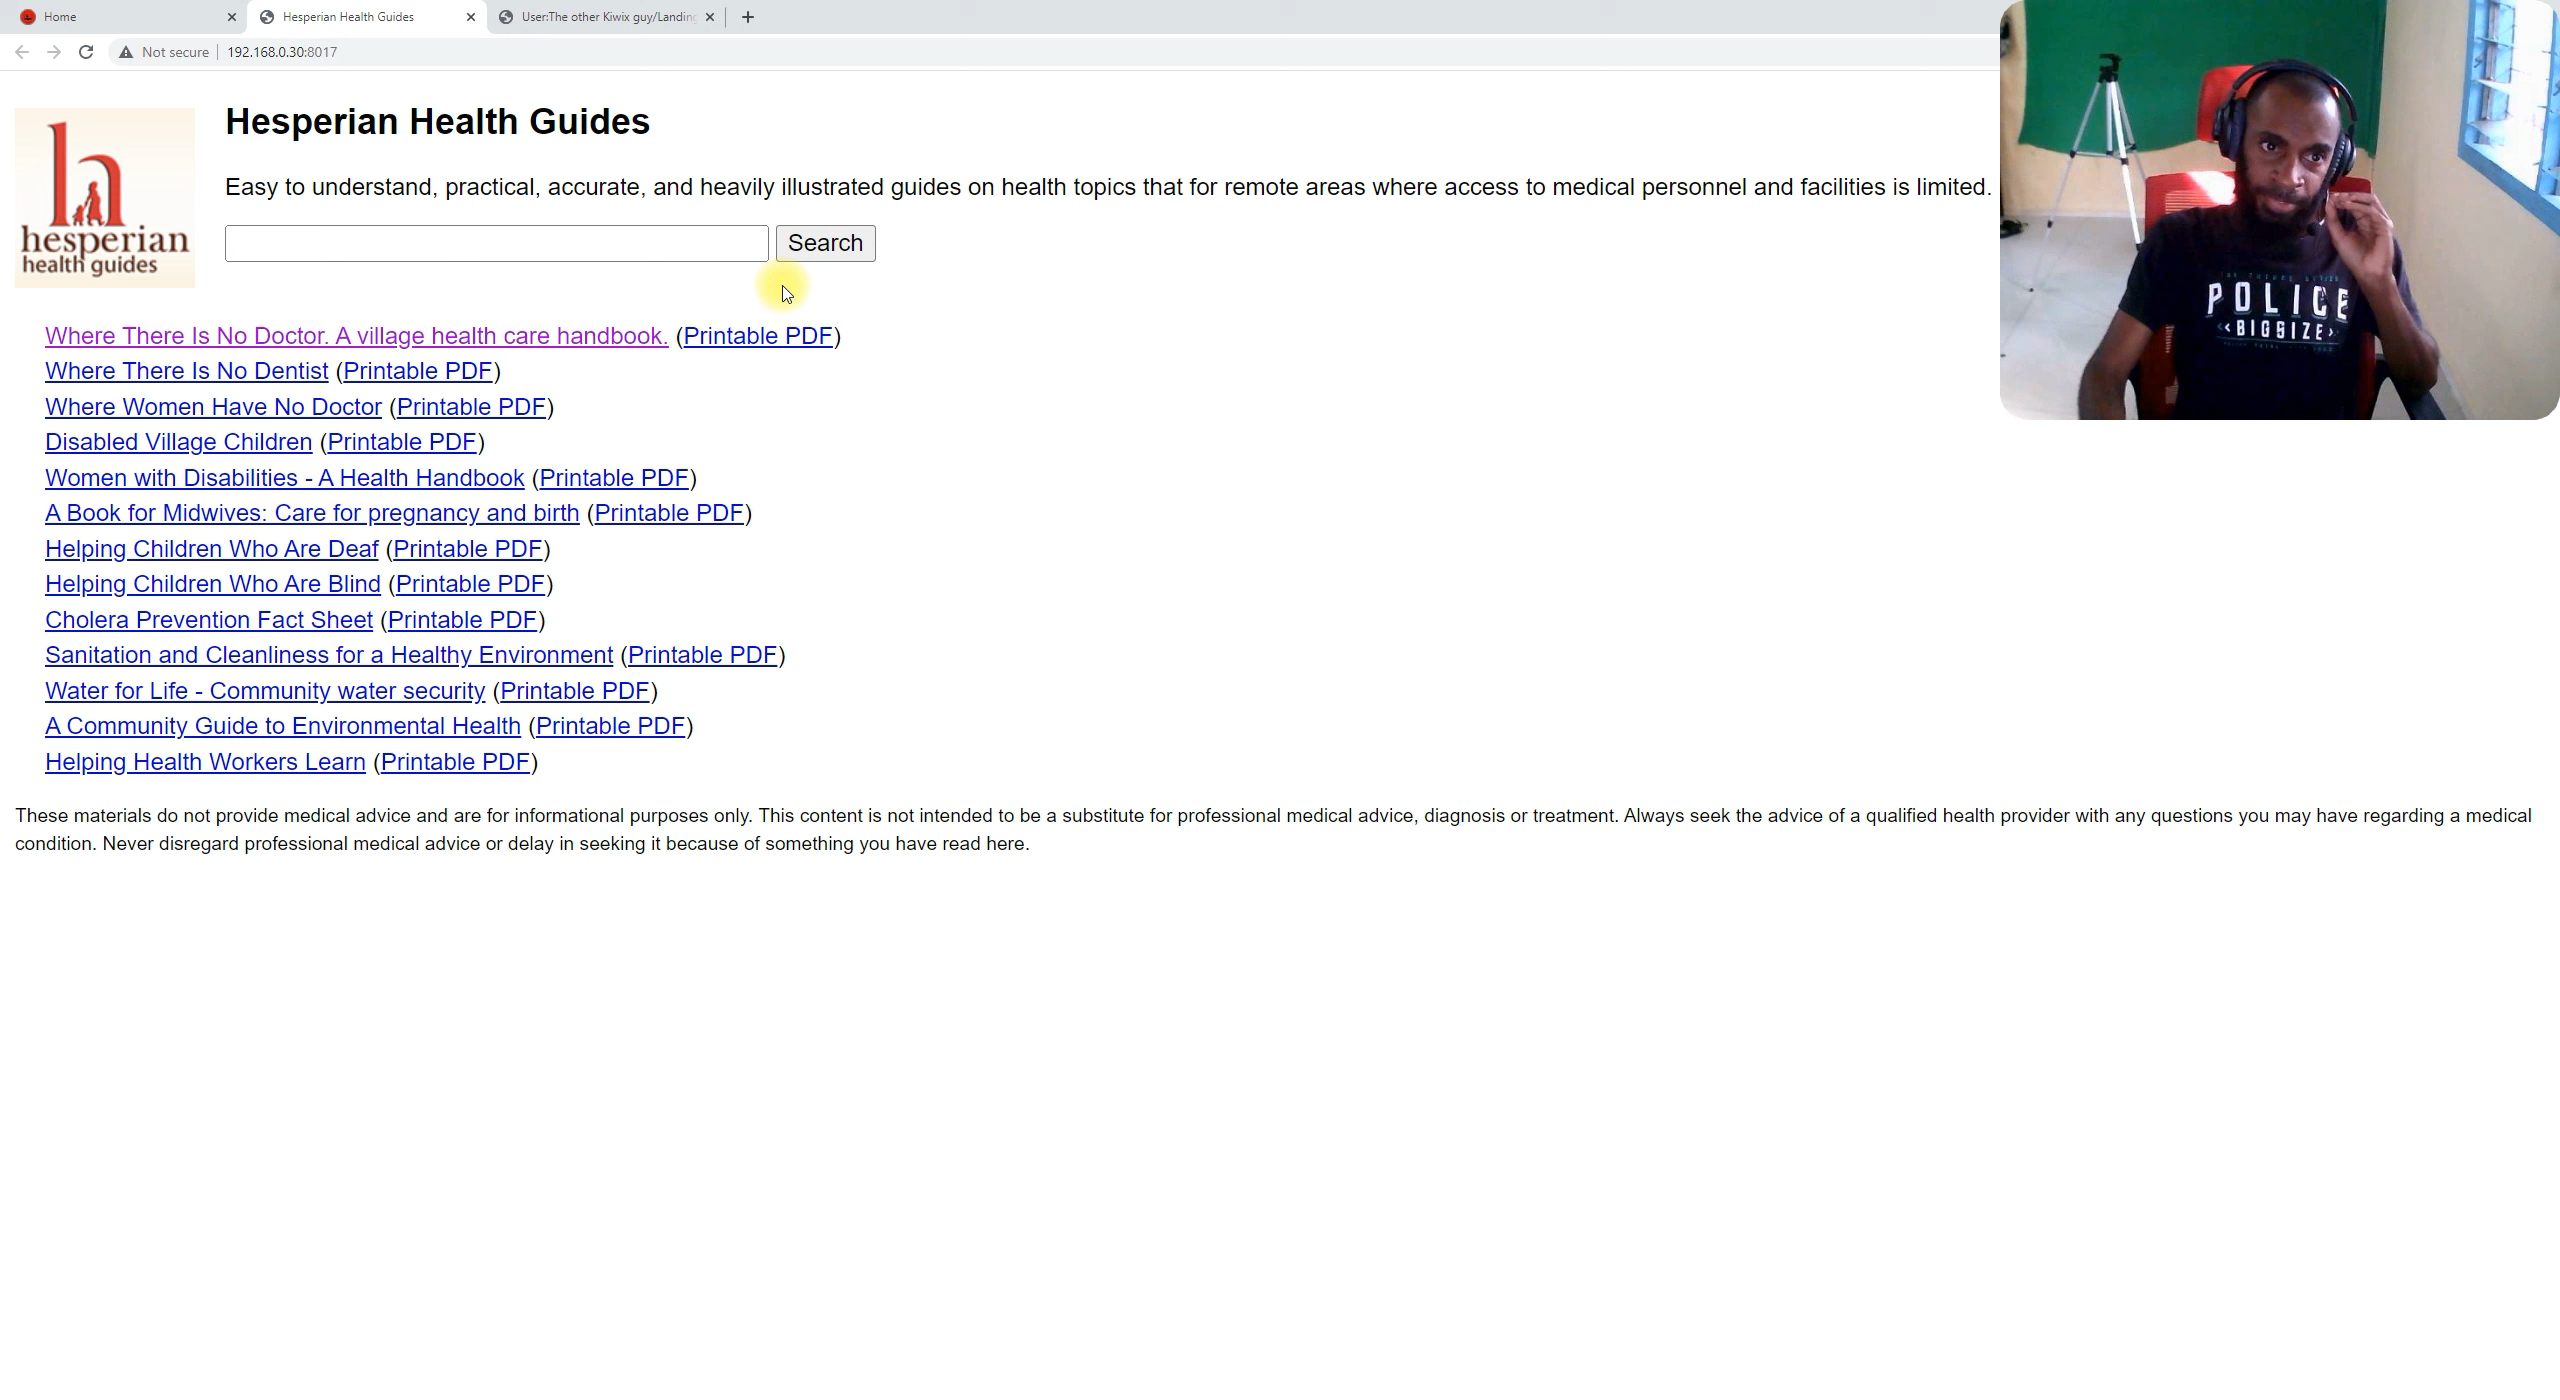 Home
Hesperian Health Guides
User:The other Kiwix guy/Landin
Not secure
192.168.0.30:8017
hesperian
health guides
Hesperian Health Guides
Easy to understand, practical, accurate, and heavily illustrated guides on health topics that for remote areas where access to medical personnel and facilities is limited.
Search
POLICE
BIGSIZE
Where There Is No Doctor. A village health care handbook. (Printable PDF)
Where There Is No Dentist (Printable PDF)
Where Women Have No Doctor (Printable PDF)
Disabled Village Children (Printable PDF)
Women with Disabilities - A Health Handbook (Printable PDF)
A Book for Midwives: Care for pregnancy and birth (Printable PDF)
Helping Children Who Are Deaf (Printable PDF)
Helping Children Who Are Blind (Printable PDF)
Cholera Prevention Fact Sheet (Printable PDF)
Sanitation and Cleanliness for a Healthy Environment (Printable PDF)
Water for Life - Community water security (Printable PDF)
A Community Guide to Environmental Health (Printable PDF)
Helping Health Workers Learn (Printable PDF)
These materials do not provide medical advice and are for informational purposes only. This content is not intended to be a substitute for professional medical advice, diagnosis or treatment. Always seek the advice of a qualified health provider with any questions you may have regarding a medical
condition. Never disregard professional medical advice or delay in seeking it because of something you have read here.